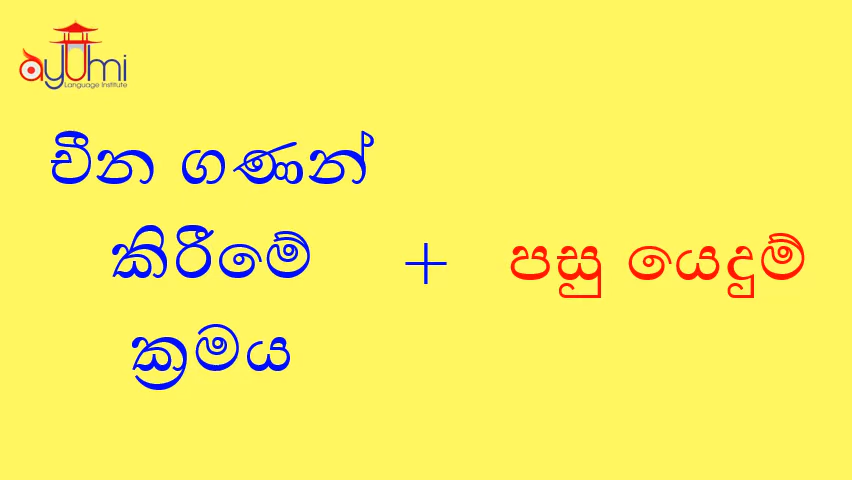 ayumi
Language Institute
චීන ගණන්
කිරීමේ + පසු යෙදුම්
ක්‍රමය